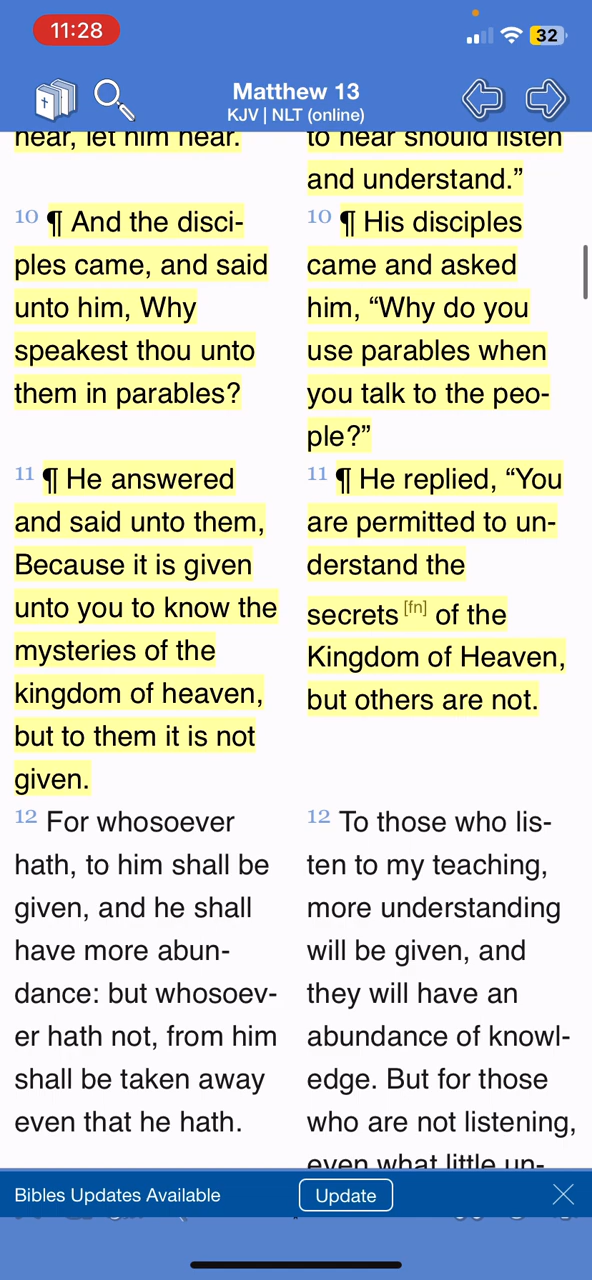 11:28
32
Matthew 13
KJV | NLT (online)
hear, let him hear.
10 ¶ And the disci-
ples came, and said
unto him, Why
speakest thou unto
them in parables?
11 ¶ He answered
and said unto them,
Because it is given
unto you to know the
mysteries of the
kingdom of heaven,
but to them it is not
given.
12 For whosoever
hath, to him shall be
given, and he shall
have more abun-
dance: but whosoev-
er hath not, from him
shall be taken away
even that he hath.
to hear should listen
and understand.”
10 ¶ His disciples
came and asked
him, “Why do you
use parables when
you talk to the peo-
ple?”
11 ¶ He replied, “You
are permitted to un-
derstand the
secrets [fn] of the
Kingdom of Heaven,
but others are not.
12 To those who lis-
ten to my teaching,
more understanding
will be given, and
they will have an
abundance of knowl-
edge. But for those
who are not listening,
even what little un-
Bibles Updates Available
Update